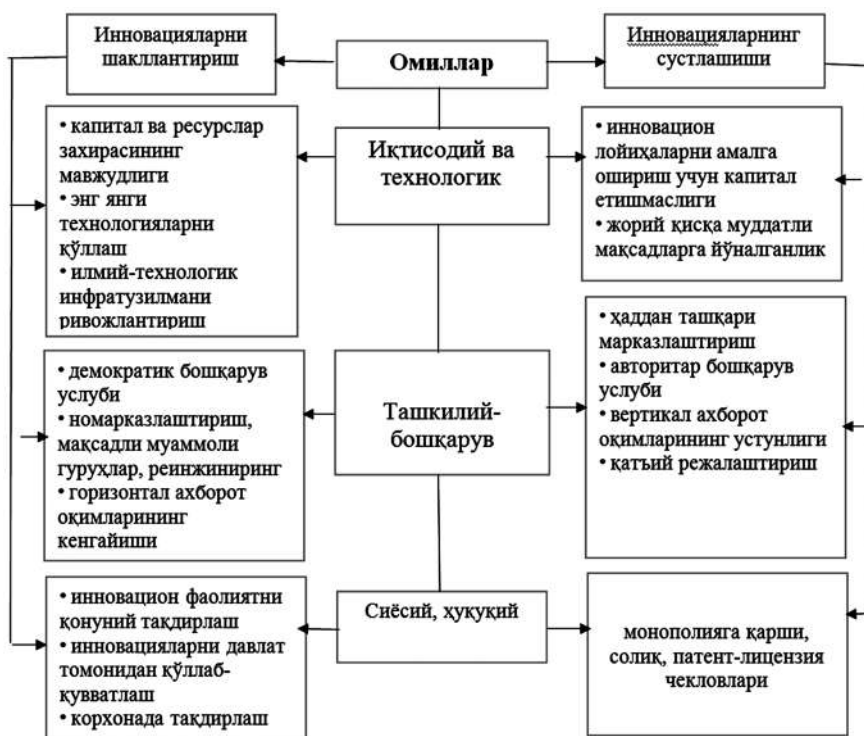 Инновацияларни
шакллантириш
Омиллар
Инновацияларнинг
сустлашиши
• капитал ва ресурслар
захирасининг
мавжудлиги
• энг янги
технологияларни
қўллаш
• илмий-технологик
инфратузилмани
ривожлантириш
Иқтисодий ва
технологик
• инновацион
лойиҳаларни амалга
ошириш учун капитал
етишмаслиги
• жорий қисқа муддатли
мақсадларга йўналганлик
• демократик бошқарув
услуби
• номарказлаштириш,
мақсадли муаммоли
гуруҳлар, реинжиниринг
• горизонтал ахборот
оқимларининг
кенгайиши
Ташкилий-
бошқарув
• ҳаддан ташқари
марказлаштириш
• авторитар бошқарув
услуби
• вертикал ахборот
оқимларининг устунлиги
• қатъий режалаштириш
• инновацион фаолиятни
қонуний тақдирлаш
• инновацияларни давлат
томонидан қўллаб-
қувватлаш
• корхонада тақдирлаш
Сиёсий, ҳуқуқий
монополияга қарши,
солиқ, патент-лицензия
чекловлари